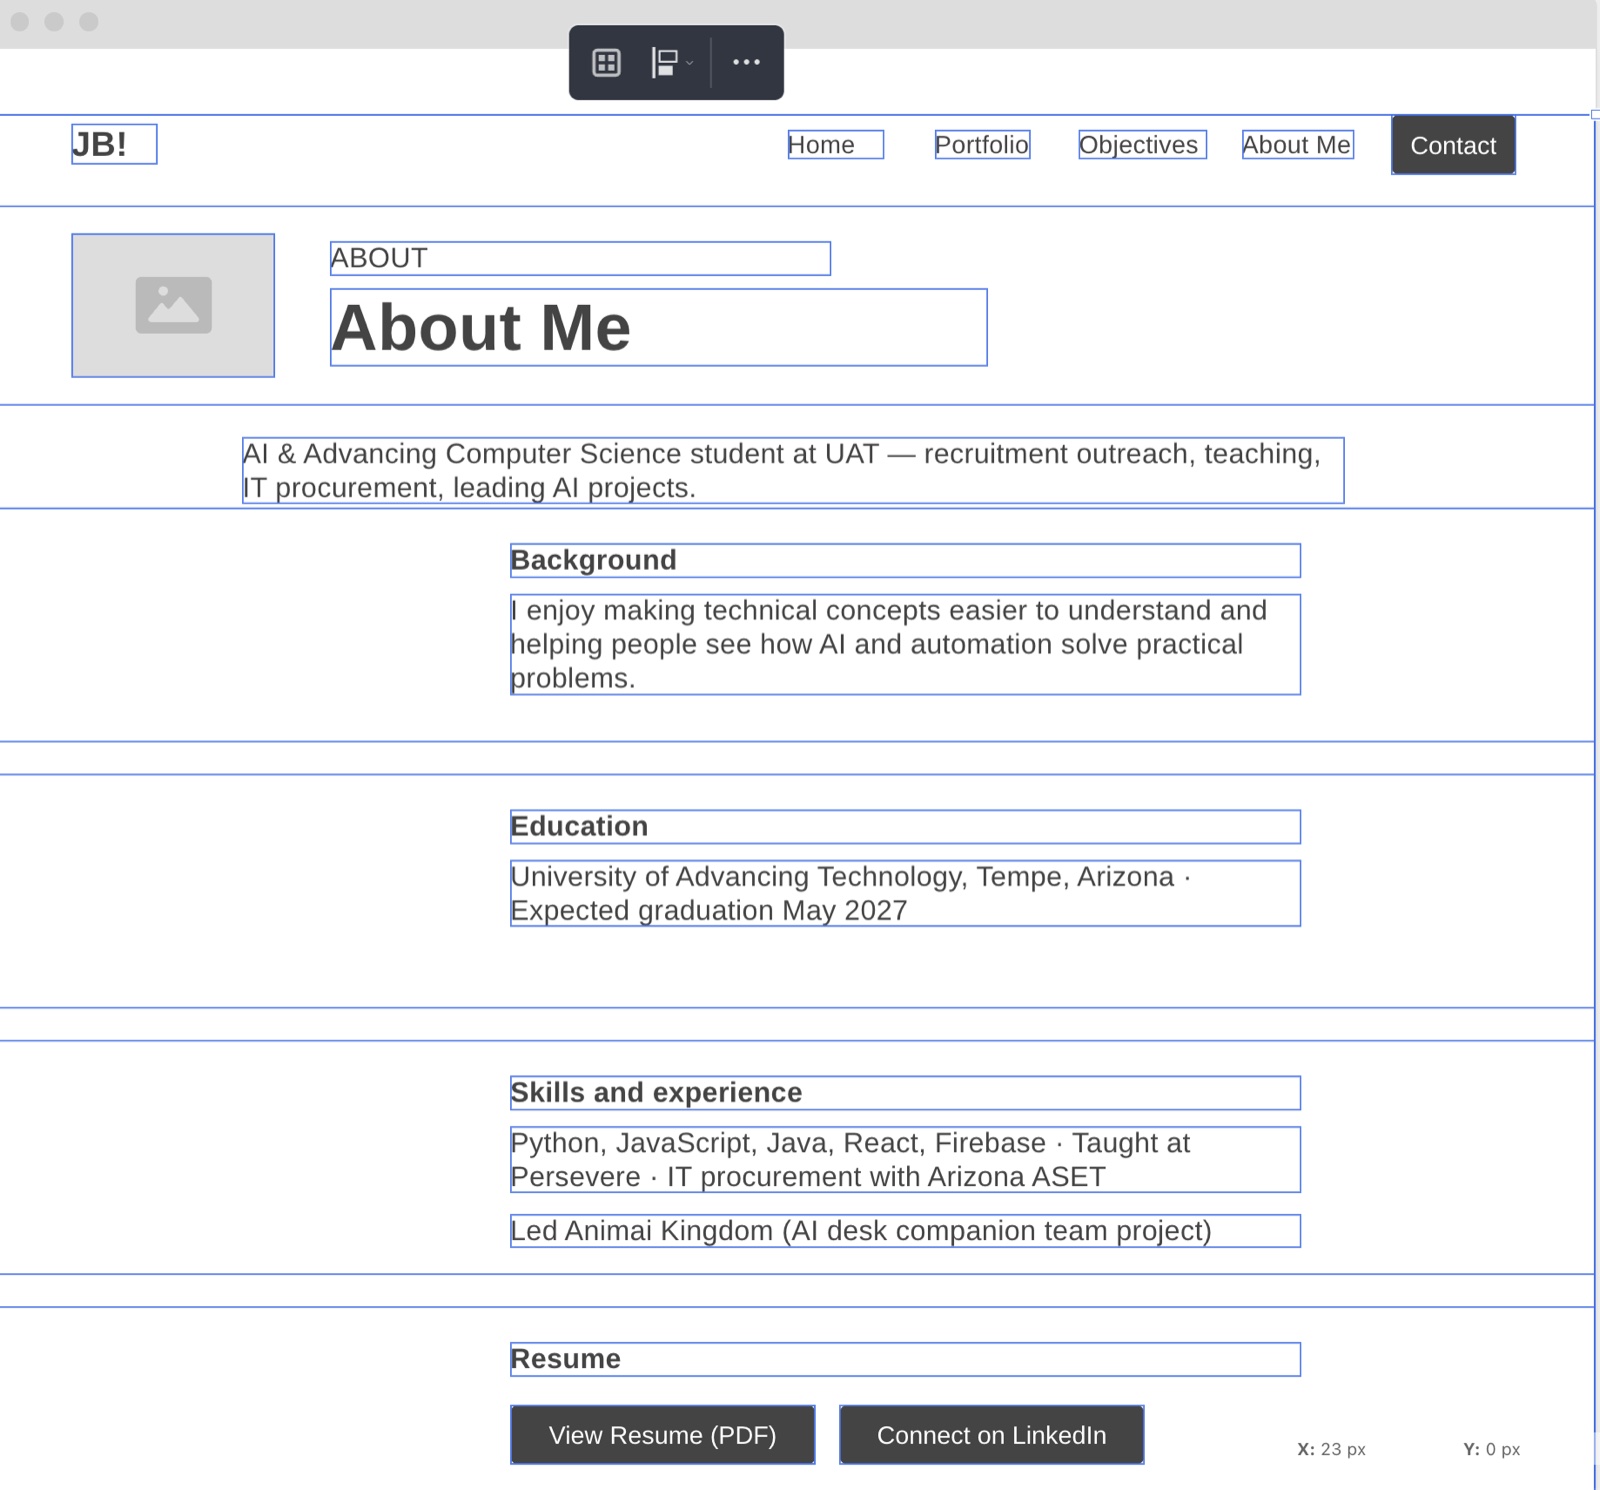 JB!
Home
Portfolio
Objectives
About Me
Contact
ABOUT
About Me
AI & Advancing Computer Science student at UAT — recruitment outreach, teaching,
IT procurement, leading AI projects.
Background
I enjoy making technical concepts easier to understand and
helping people see how AI and automation solve practical
problems.
Education
University of Advancing Technology, Tempe, Arizona ·
Expected graduation May 2027
Skills and experience
Python, JavaScript, Java, React, Firebase · Taught at
Persevere · IT procurement with Arizona ASET
Led Animai Kingdom (AI desk companion team project)
Resume
View Resume (PDF)
Connect on LinkedIn
X: 23 px
Y: 0 px